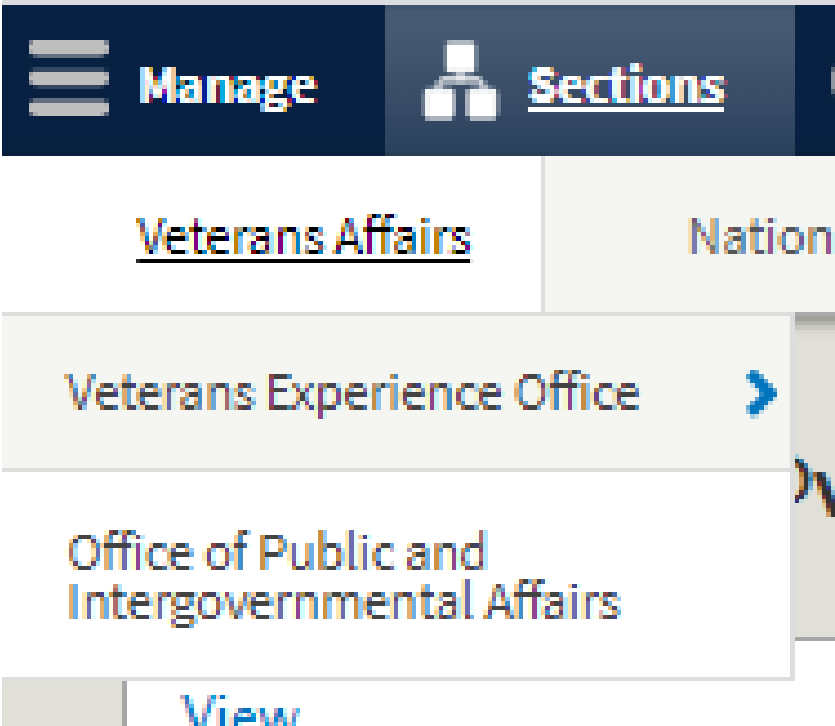 Manage
Sections
Veterans Affairs
Nation
Veterans Experience Office
Office of Public and
Intergovernmental Affairs
View